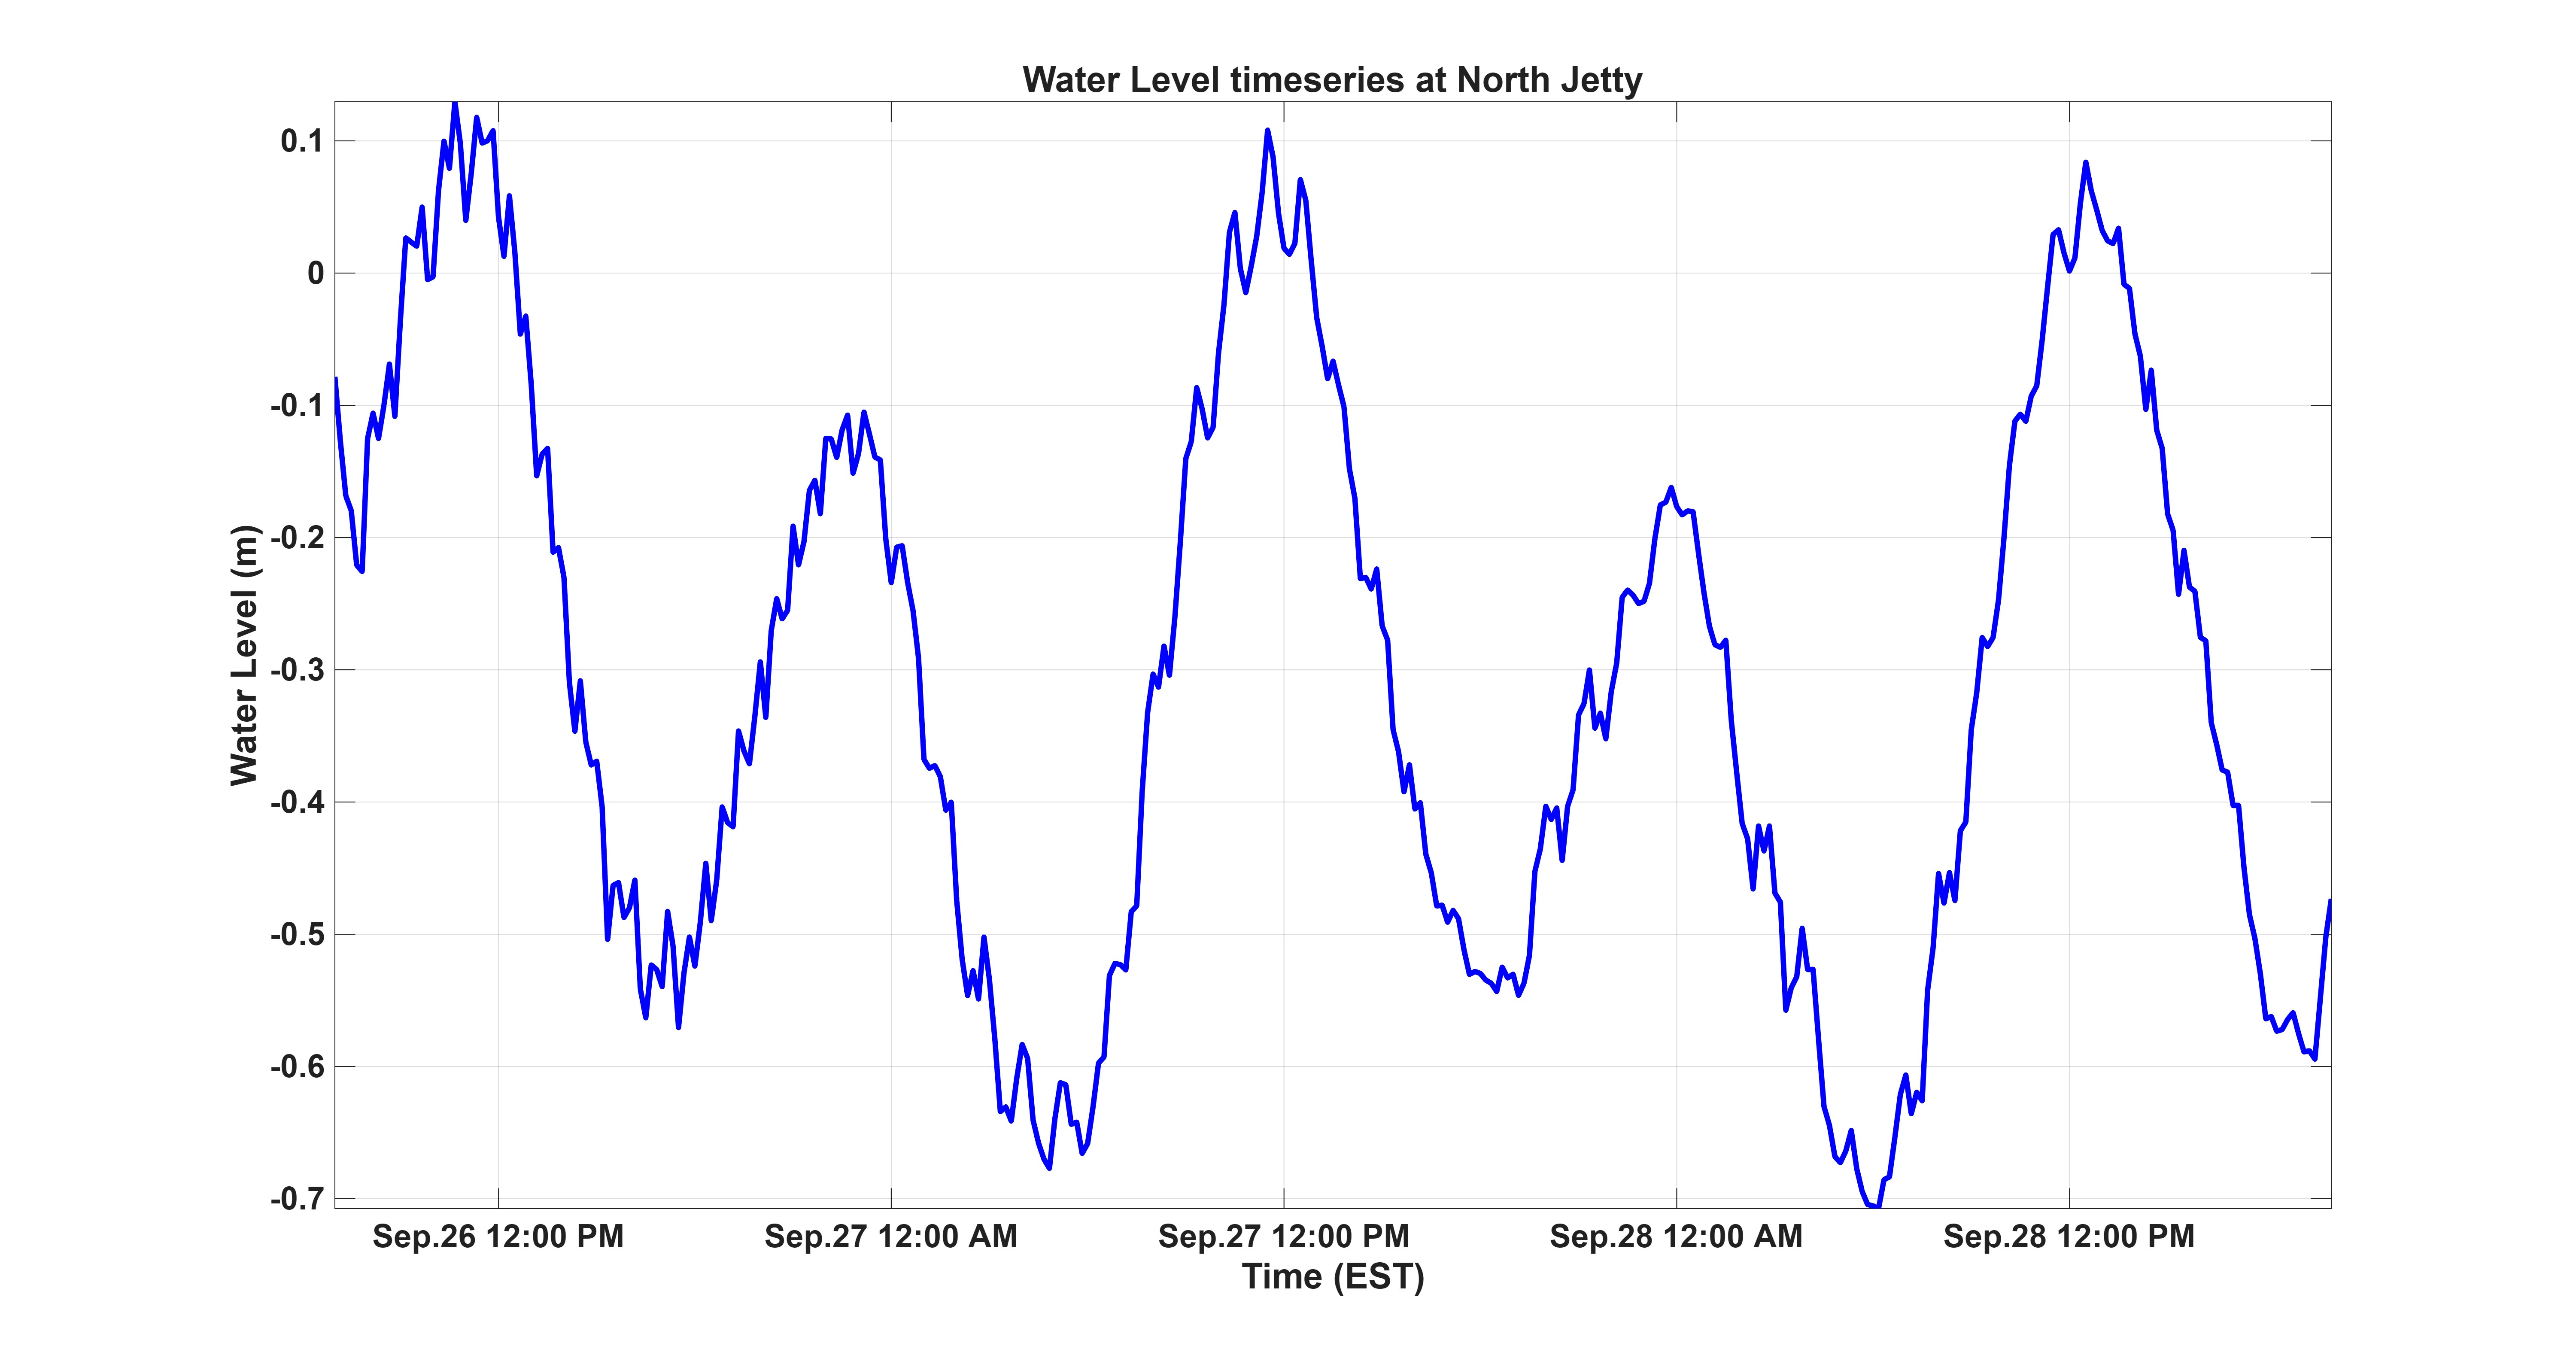 Water Level timeseries at North Jetty
0.1
0
-0.1
-0.2
-0.3
-0.4
-0.5
-0.6
-0.7
Water Level (m)
Sep.26 12:00 PM Sep.27 12:00 AM Sep.27 12:00 PM Sep.28 12:00 AM Sep.28 12:00 PM
Time (EST)